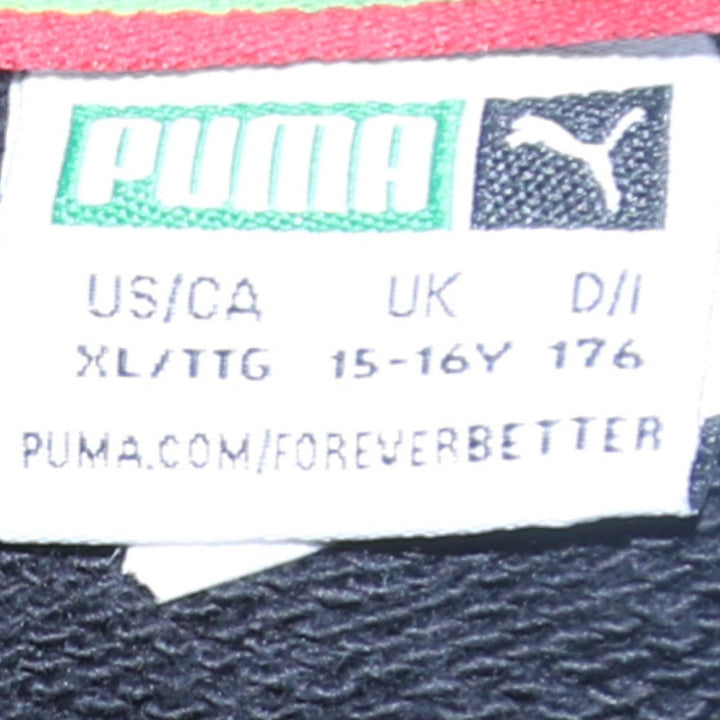 PUMA
US/CA UK D/I
XL/TTG 15-16Y 176
PUMA.COM/FOREVERBETTER